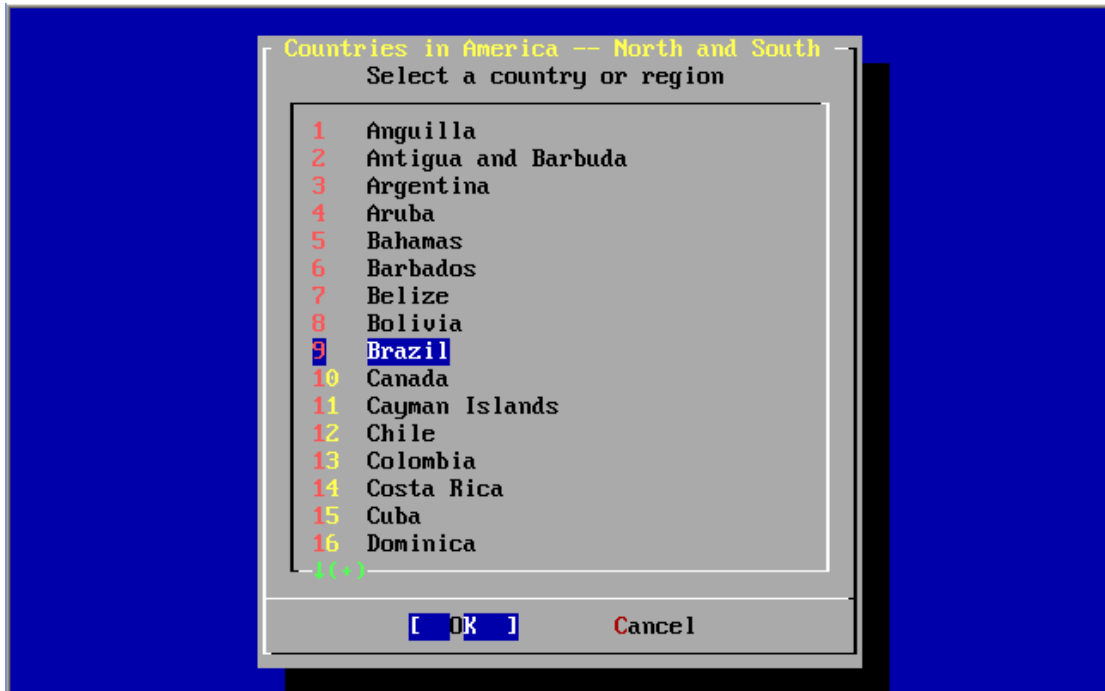 Countries in America -- North and South
Select a country or region
1 Anguilla
2 Antigua and Barbuda
3 Argentina
4 Aruba
5 Bahamas
6 Barbados
7 Belize
8 Bolivia
9 Brazil
10 Canada
11 Cayman Islands
12 Chile
13 Colombia
14 Costa Rica
15 Cuba
16 Dominica
↓(+)
[ OK ] Cancel